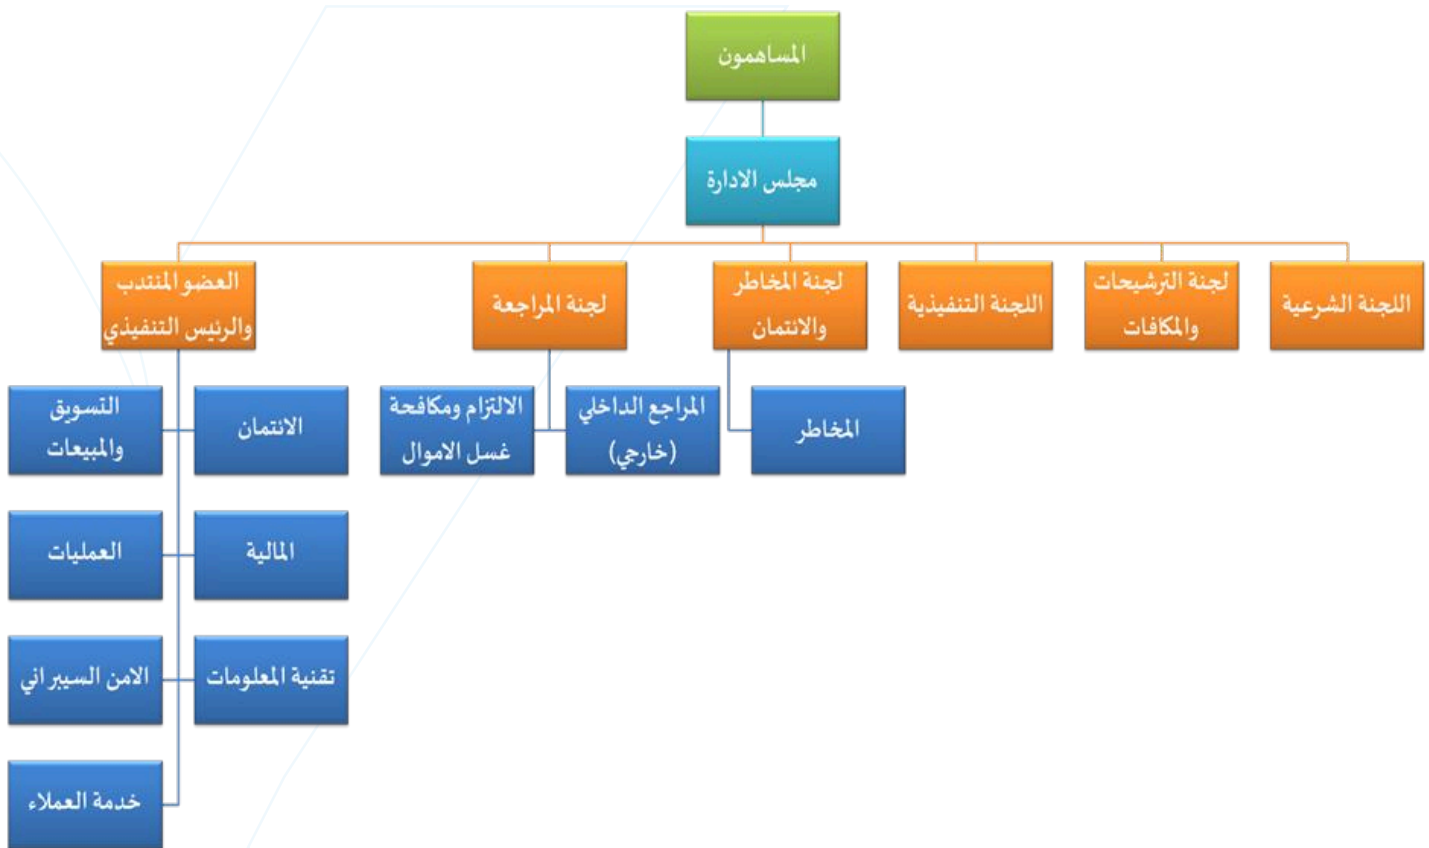 المساهمون
مجلس الادارة
اللجنة الشرعية
لجنة الترشيحات
والمكافات
اللجنة التنفيذية
لجنة المخاطر
والائتمان
لجنة المراجعة
العضو المنتدب
والرئيس التنفيذي
المخاطر
المراجع الداخلي
(خارجي)
الالتزام ومكافحة
غسل الاموال
الائتمان
التسويق
والمبيعات
المالية
العمليات
تقنية المعلومات
الامن السيبراني
خدمة العملاء